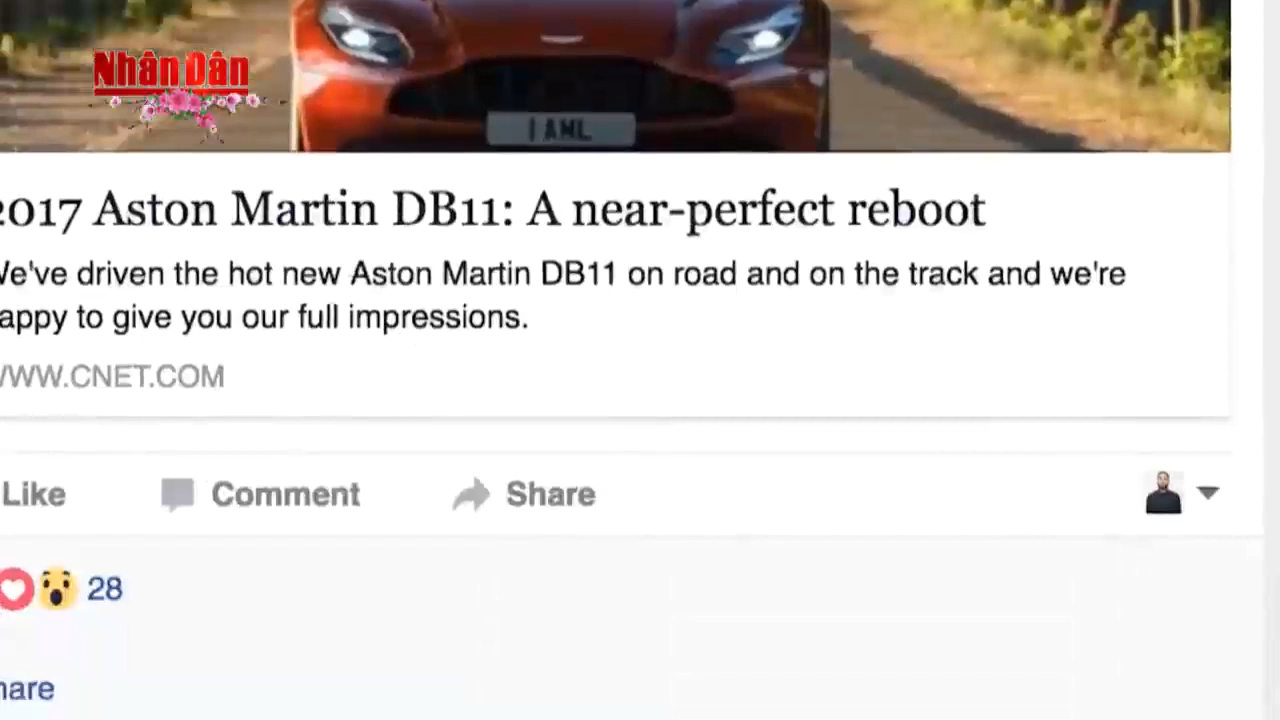 Nhân Dân
1 AML
2017 Aston Martin DB11: A near-perfect reboot
We've driven the hot new Aston Martin DB11 on road and on the track and we're
happy to give you our full impressions.
WWW.CNET.COM
Like Comment Share
28
hare